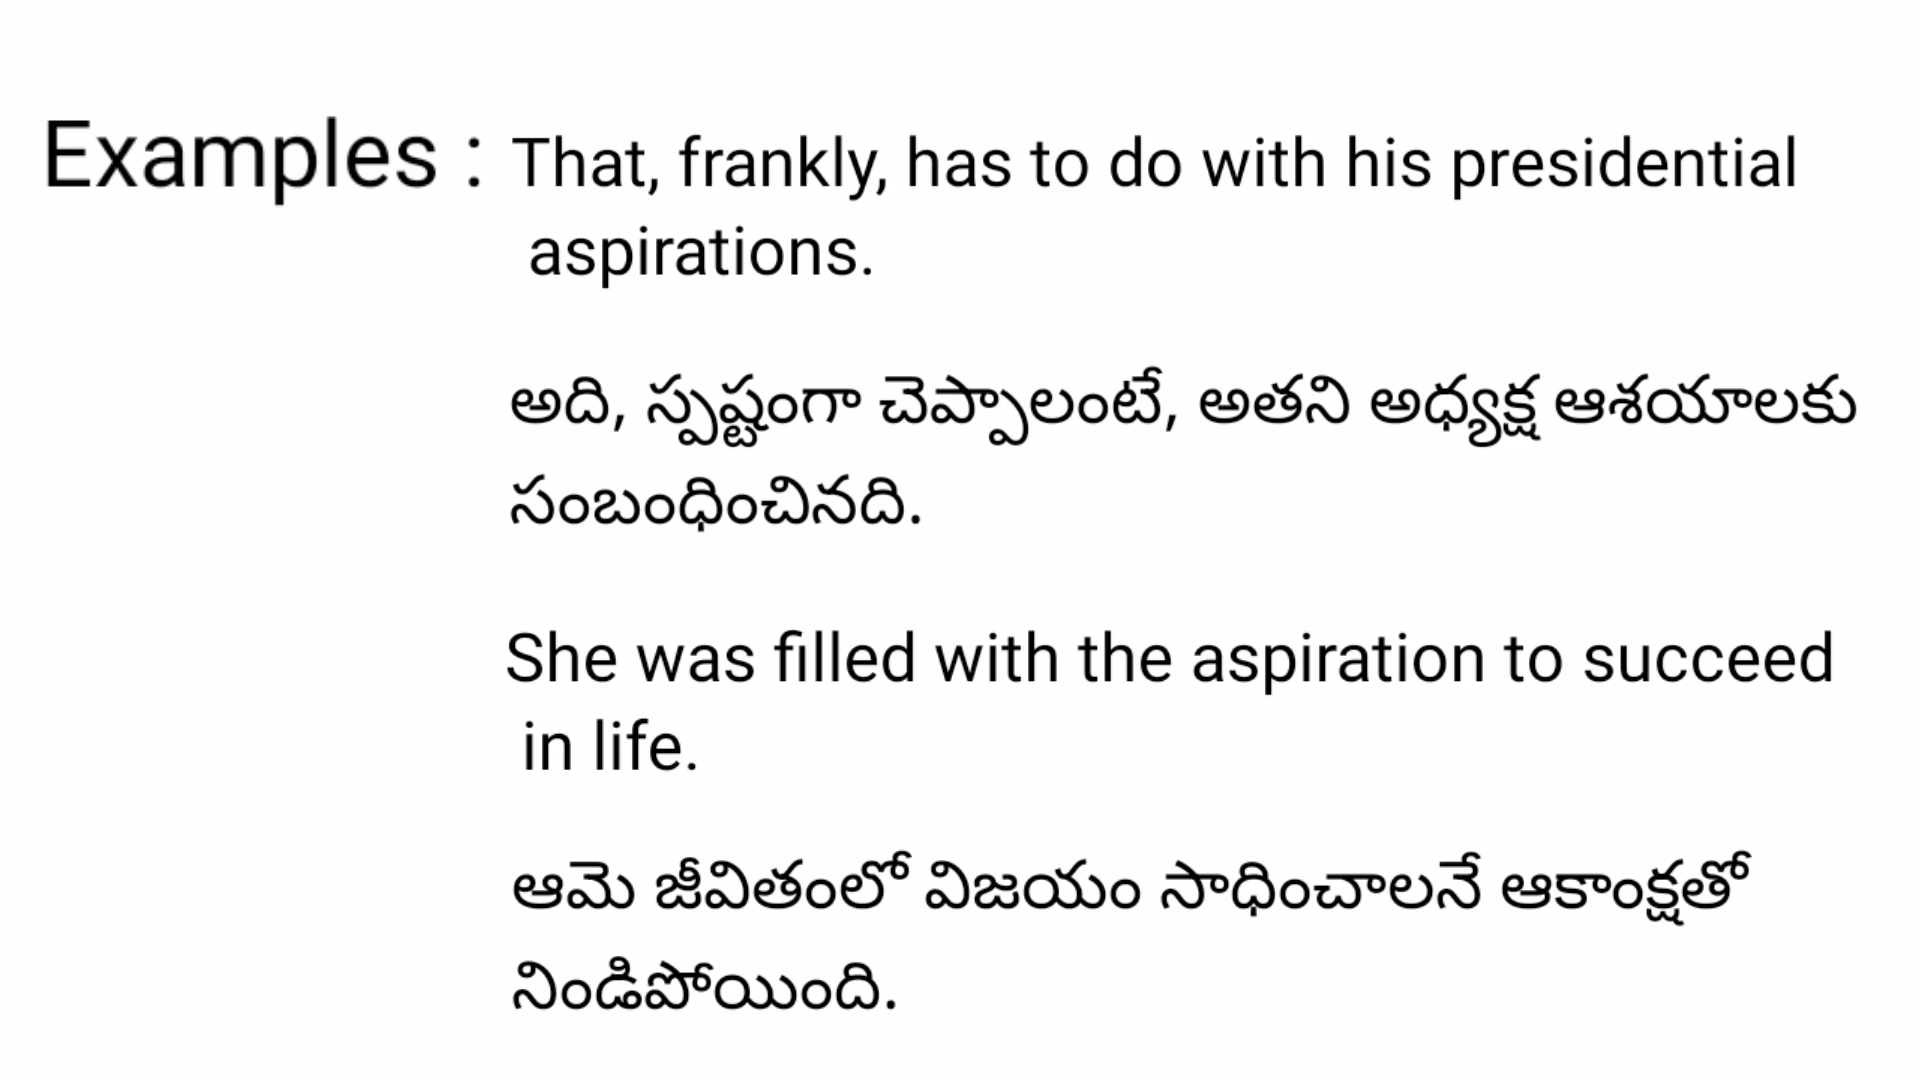 Examples : That, frankly, has to do with his presidential
aspirations.
అది, స్పష్టంగా చెప్పాలంటే, అతని అధ్యక్ష ఆశయాలకు
సంబంధించినది.
She was filled with the aspiration to succeed
in life.
ఆమె జీవితంలో విజయం సాధించాలనే ఆకాంక్షతో
నిండిపోయింది.